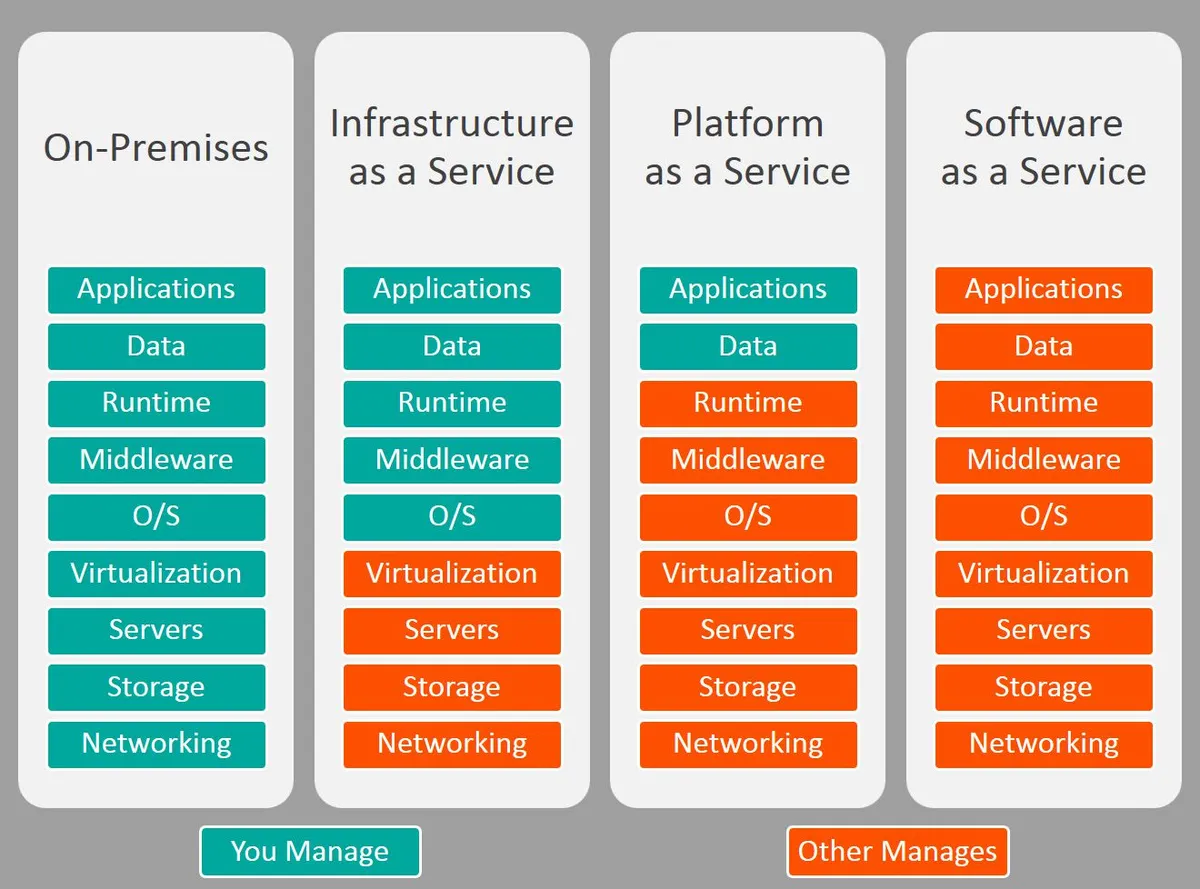 On-Premises
Applications
Data
Runtime
Middleware
O/S
Virtualization
Servers
Storage
Networking
Infrastructure
as a Service
Applications
Data
Runtime
Middleware
O/S
Virtualization
Servers
Storage
Networking
Platform
as a Service
Applications
Data
Runtime
Middleware
O/S
Virtualization
Servers
Storage
Networking
Software
as a Service
Applications
Data
Runtime
Middleware
O/S
Virtualization
Servers
Storage
Networking
You Manage
Other Manages